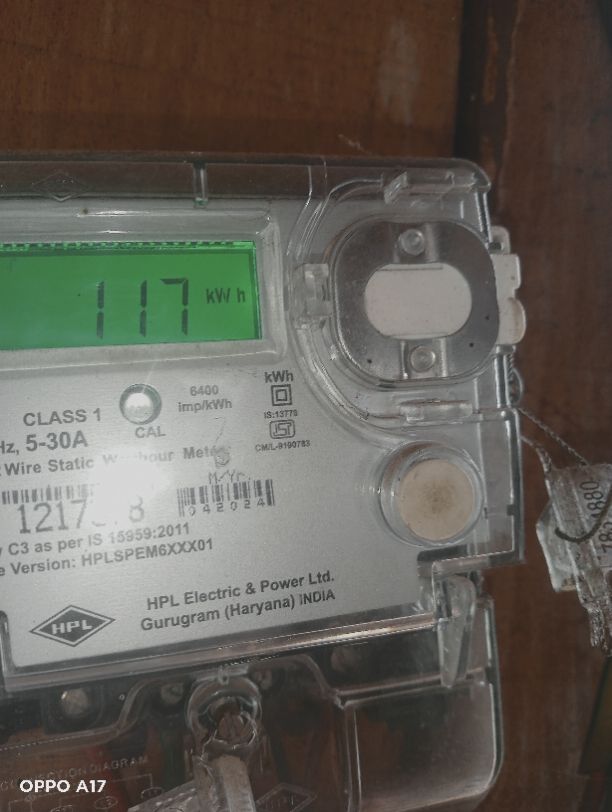 HPL
117 kWh
6400
imp/kWh
kWh
IS:13779
CM/L-9190783
CLASS 1
CAL
Hz, 5-30A
Wire Static
M/Yr.
042024
C3 as per IS 15959:2011
Version: HPLSPEM6XXX01
HPL Electric & Power Ltd.
Gurugram (Haryana) INDIA
HPL
DIAGRAM
OPPO A17